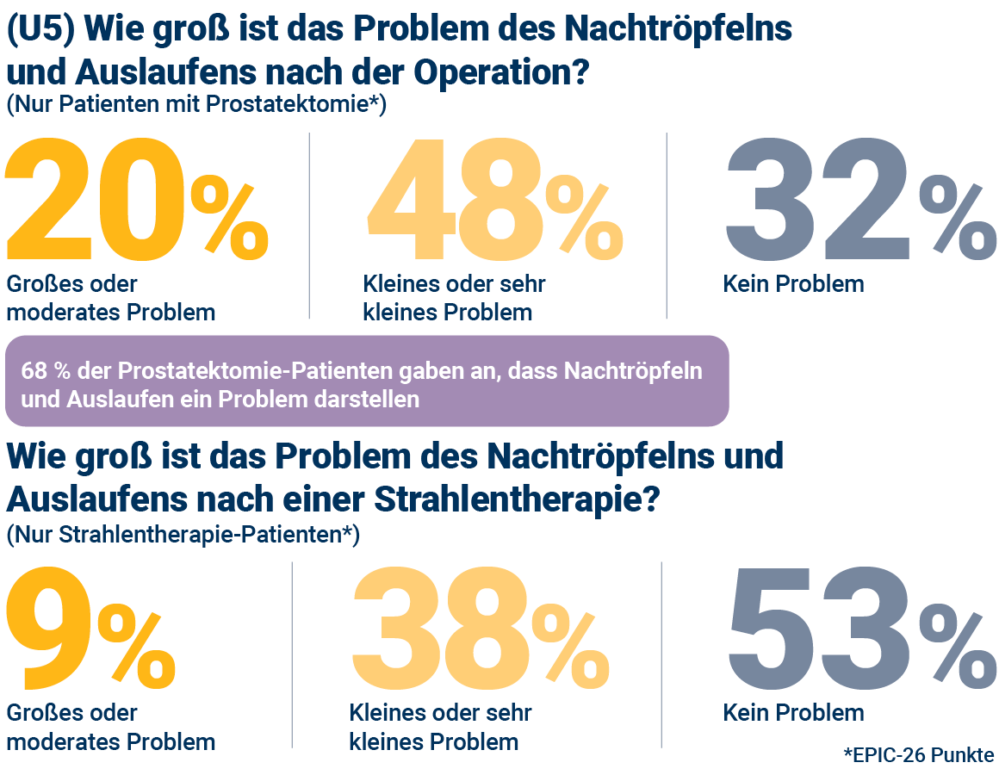 (U5) Wie groß ist das Problem des Nachtröpfelns
und Auslaufens nach der Operation?
(Nur Patienten mit Prostatektomie*)
20%
Großes oder
moderates Problem
48%
Kleines oder sehr
kleines Problem
32%
Kein Problem
68 % der Prostatektomie-Patienten gaben an, dass Nachtröpfeln
und Auslaufen ein Problem darstellen
Wie groß ist das Problem des Nachtröpfelns und
Auslaufens nach einer Strahlentherapie?
(Nur Strahlentherapie-Patienten*)
9%
Großes oder
moderates Problem
38%
Kleines oder sehr
kleines Problem
53%
Kein Problem
*EPIC-26 Punkte